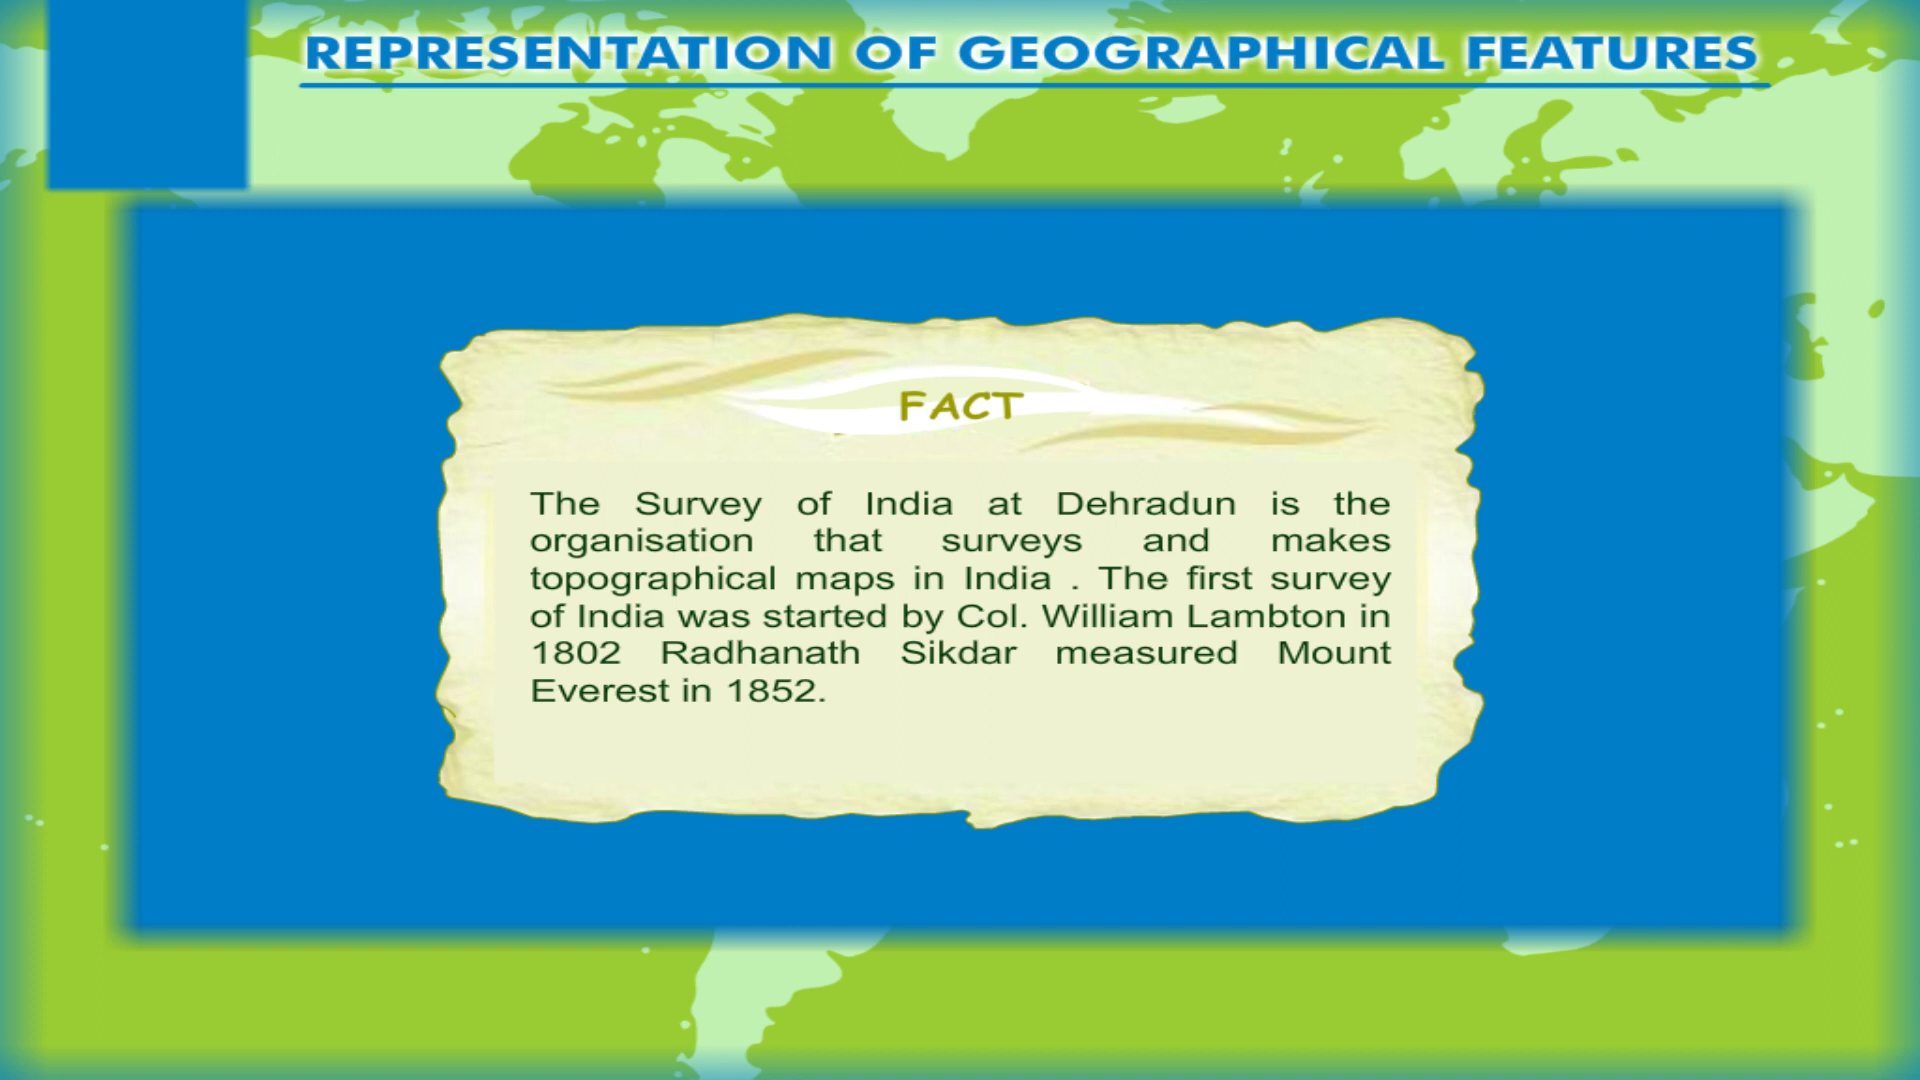 REPRESENTATION OF GEOGRAPHICAL FEATURES
FACT
The Survey of India at Dehradun is the
organisation that surveys and makes
topographical maps in India . The first survey
of India was started by Col. William Lambton in
1802 Radhanath Sikdar measured Mount
Everest in 1852.